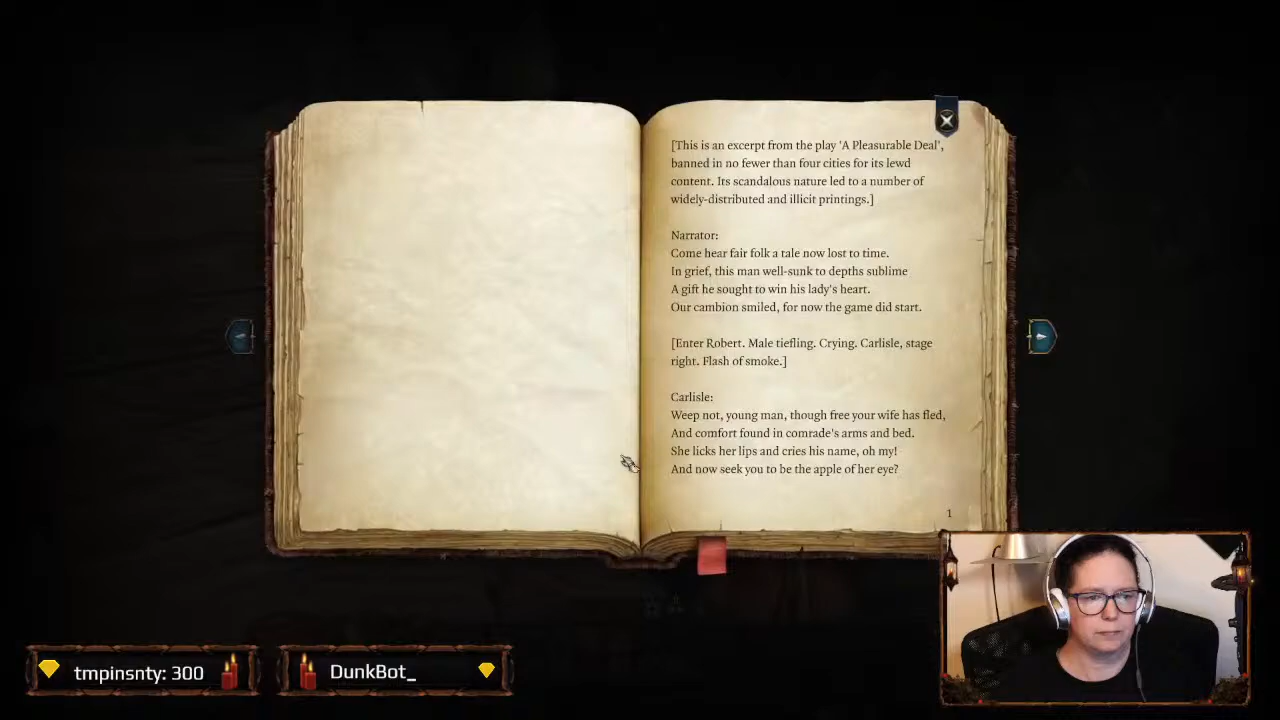 [This is an excerpt from the play 'A Pleasurable Deal',
banned in no fewer than four cities for its lewd
content. Its scandalous nature led to a number of
widely-distributed and illicit printings.]
Narrator:
Come hear fair folk a tale now lost to time.
In grief, this man well-sunk to depths sublime
A gift he sought to win his lady's heart.
Our cambion smiled, for now the game did start.
[Enter Robert. Male tiefling. Crying. Carlisle, stage
right. Flash of smoke.]
Carlisle:
Weep not, young man, though free your wife has fled,
And comfort found in comrade's arms and bed.
She licks her lips and cries his name, oh my!
And now seek you to be the apple of her eye?
1
tmpinsnty: 300
DunkBot_